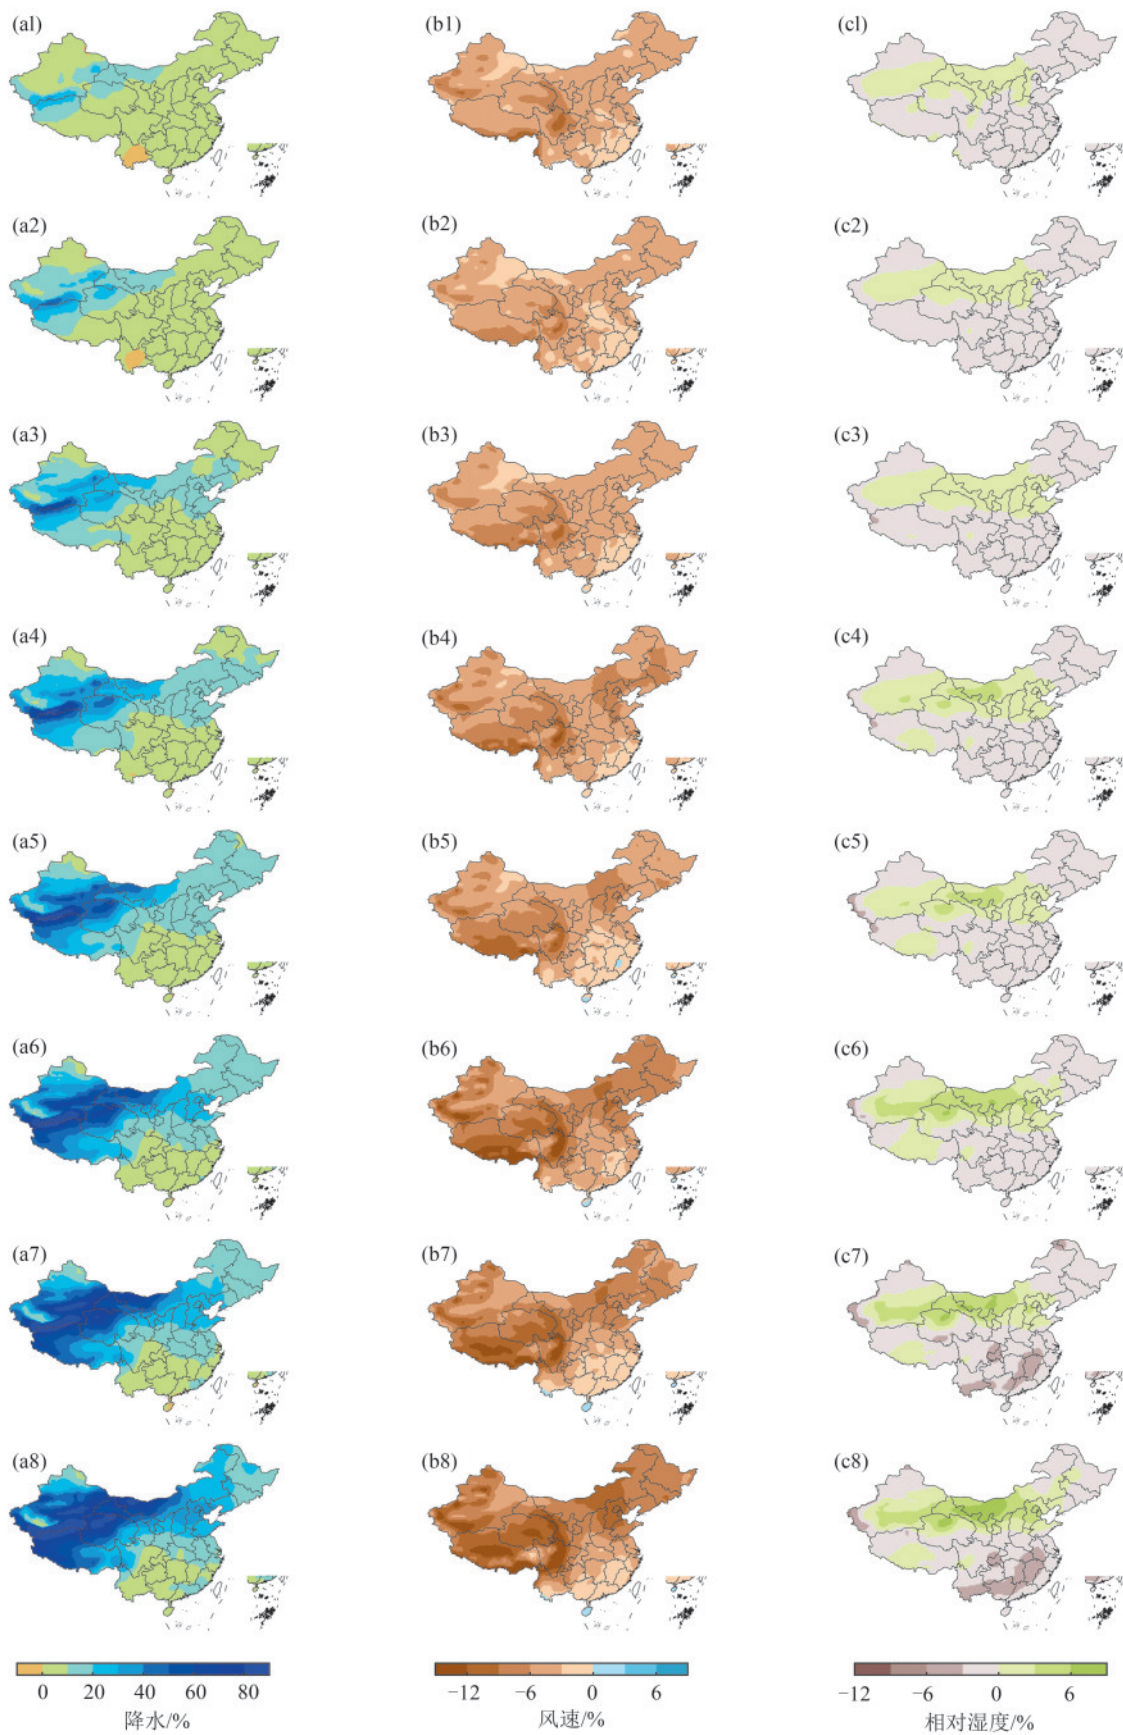 (al) (b1) (cl)
(a2) (b2) (c2)
(a3) (b3) (c3)
(a4) (b4) (c4)
(a5) (b5) (c5)
(a6) (b6) (c6)
(a7) (b7) (c7)
(a8) (b8) (c8)
0 20 40 60 80 −12 −6 0 6 −12 −6 0 6
降水/% 风速/% 相对湿度/%